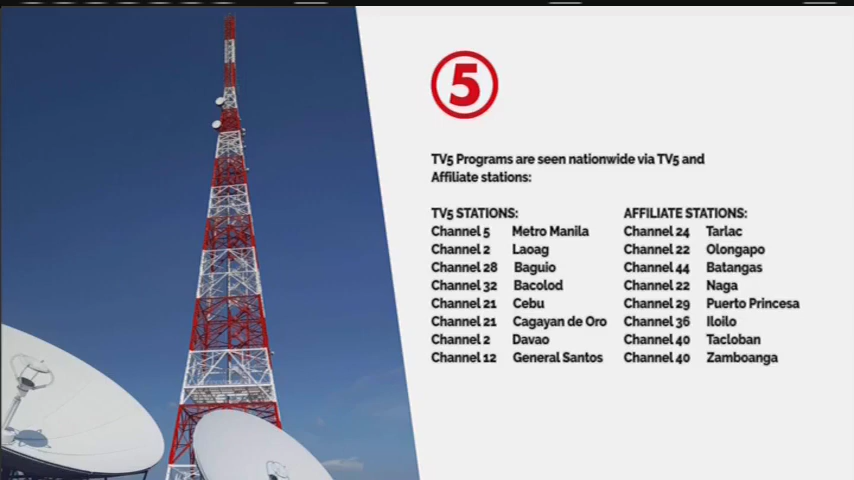 5
TV5 Programs are seen nationwide via TV5 and
Affiliate stations:
TV5 STATIONS:
Channel 5 Metro Manila
Channel 2 Laoag
Channel 28 Baguio
Channel 32 Bacolod
Channel 21 Cebu
Channel 21 Cagayan de Oro
Channel 2 Davao
Channel 12 General Santos
AFFILIATE STATIONS:
Channel 24 Tarlac
Channel 22 Olongapo
Channel 44 Batangas
Channel 22 Naga
Channel 29 Puerto Princesa
Channel 36 Iloilo
Channel 40 Tacloban
Channel 40 Zamboanga